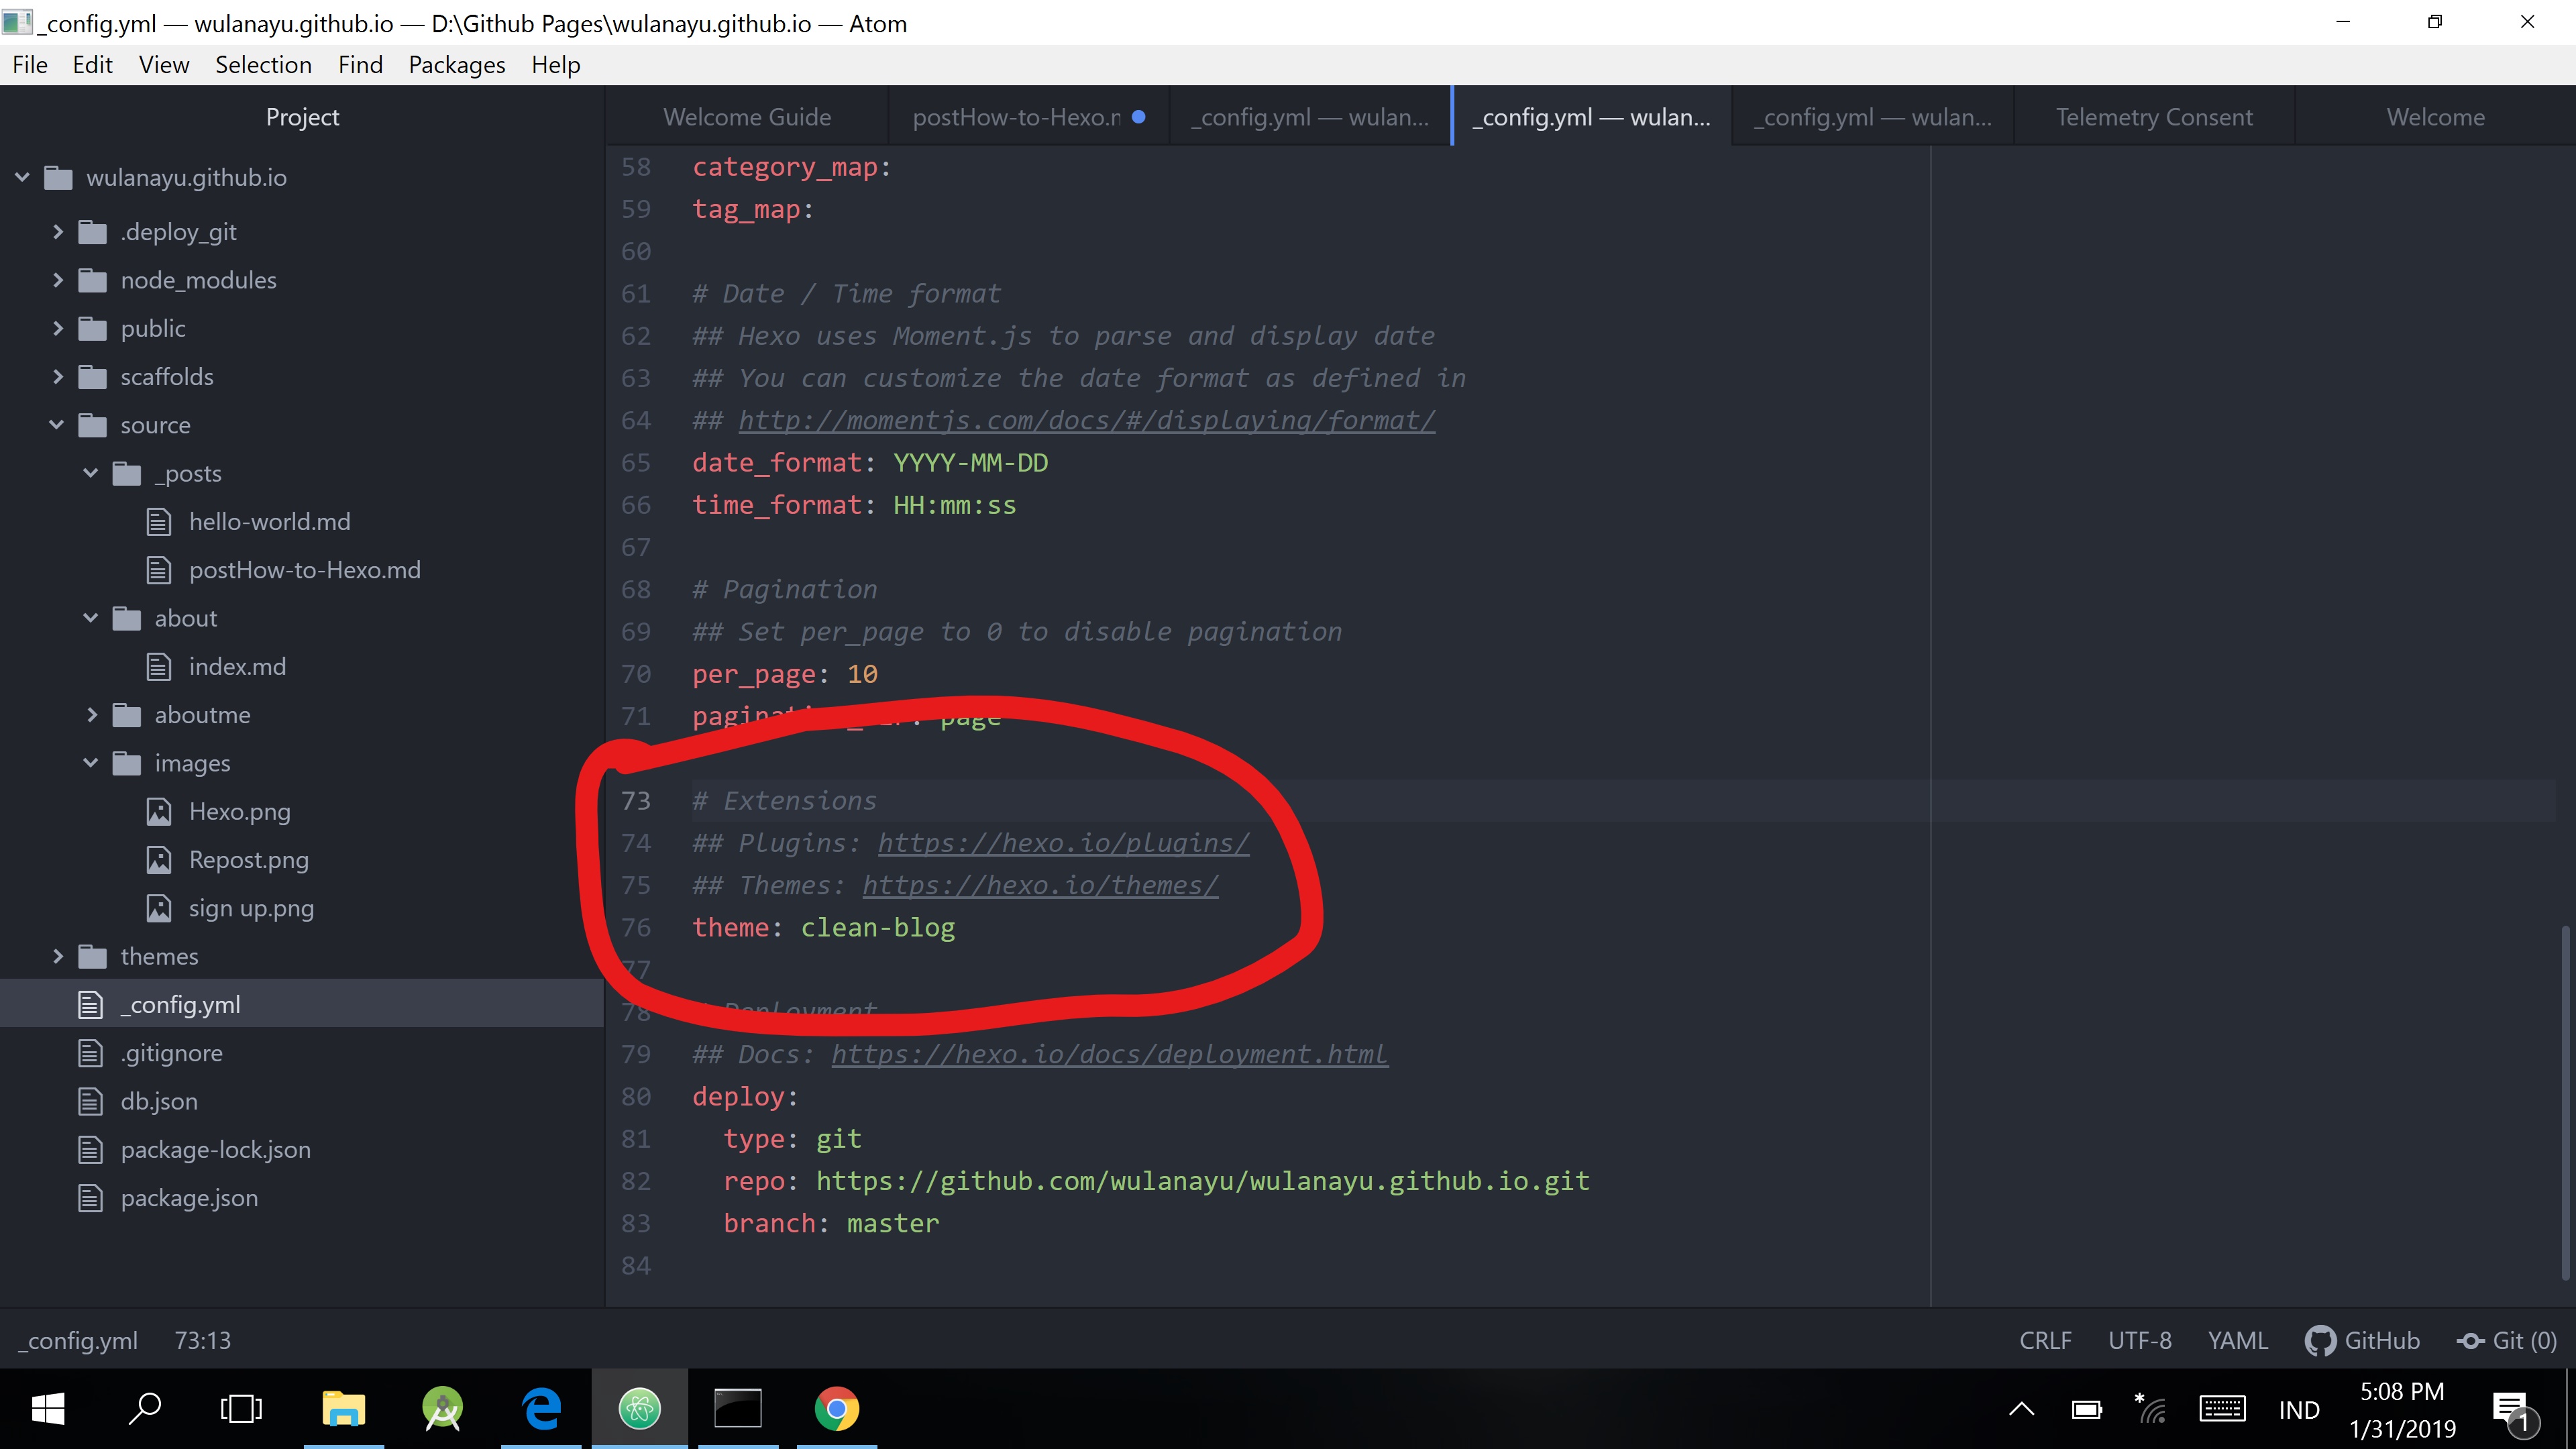 _config.yml — wulanayu.github.io — D:\Github Pages\wulanayu.github.io — Atom
File Edit View Selection Find Packages Help
Project
wulanayu.github.io
.deploy_git
node_modules
public
scaffolds
source
_posts
hello-world.md
postHow-to-Hexo.md
about
index.md
aboutme
images
Hexo.png
Repost.png
sign up.png
themes
_config.yml
.gitignore
db.json
package-lock.json
package.json
Welcome Guide postHow-to-Hexo.r _config.yml — wulan... _config.yml — wulan... _config.yml — wulan... Telemetry Consent Welcome
58 category_map:
59 tag_map:
60
61 # Date / Time format
62 ## Hexo uses Moment.js to parse and display date
63 ## You can customize the date format as defined in
64 ## http://momentjs.com/docs/#/displaying/format/
65 date_format: YYYY-MM-DD
66 time_format: HH:mm:ss
67
68 # Pagination
69 ## Set per_page to 0 to disable pagination
70 per_page: 10
71 page
73 # Extensions
74 ## Plugins: https://hexo.io/plugins/
75 ## Themes: https://hexo.io/themes/
76 theme: clean-blog
77
78 # Deployment
79 ## Docs: https://hexo.io/docs/deployment.html
80 deploy:
81 type: git
82 repo: https://github.com/wulanayu/wulanayu.github.io.git
83 branch: master
84
_config.yml 73:13 CRLF UTF-8 YAML GitHub Git (0)
IND 5:08 PM 1
1/31/2019